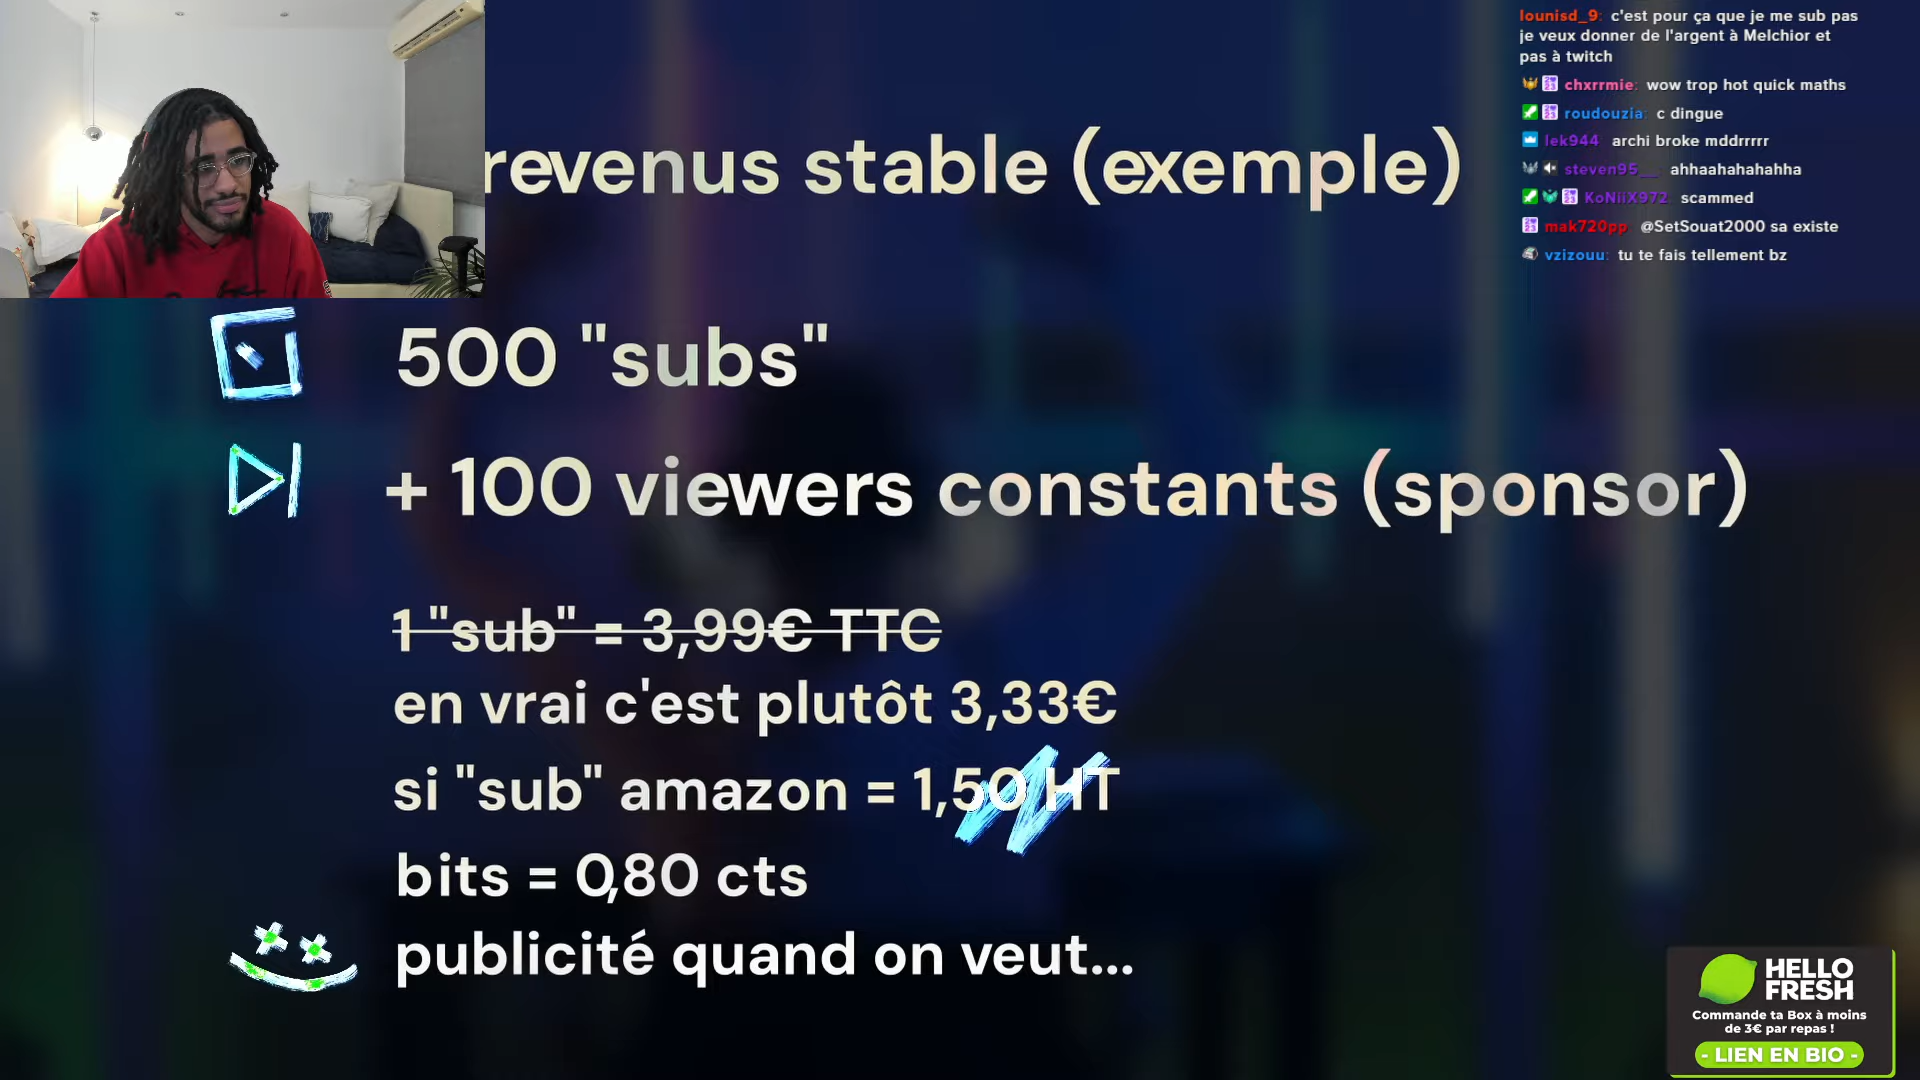 revenus stable (exemple)
500 "subs"
+ 100 viewers constants (sponsor)
1 "sub" = 3,99€ TTC
en vrai c'est plutôt 3,33€
si "sub" amazon = 1,50 HT
bits = 0,80 cts
publicité quand on veut...
lounisd_9: c'est pour ça que je me sub pas
je veux donner de l'argent à Melchior et
pas à twitch
chxrrmie: wow trop hot quick maths
roudouzia: c dingue
lek944 archi broke mddrrrrr
steven95__ ahhaahahahahha
KoNiiX972 scammed
mak720pp @SetSouat2000 sa existe
vzizouu: tu te fais tellement bz
HELLO
FRESH
Commande ta Box à moins
de 3€ par repas !
- LIEN EN BIO -